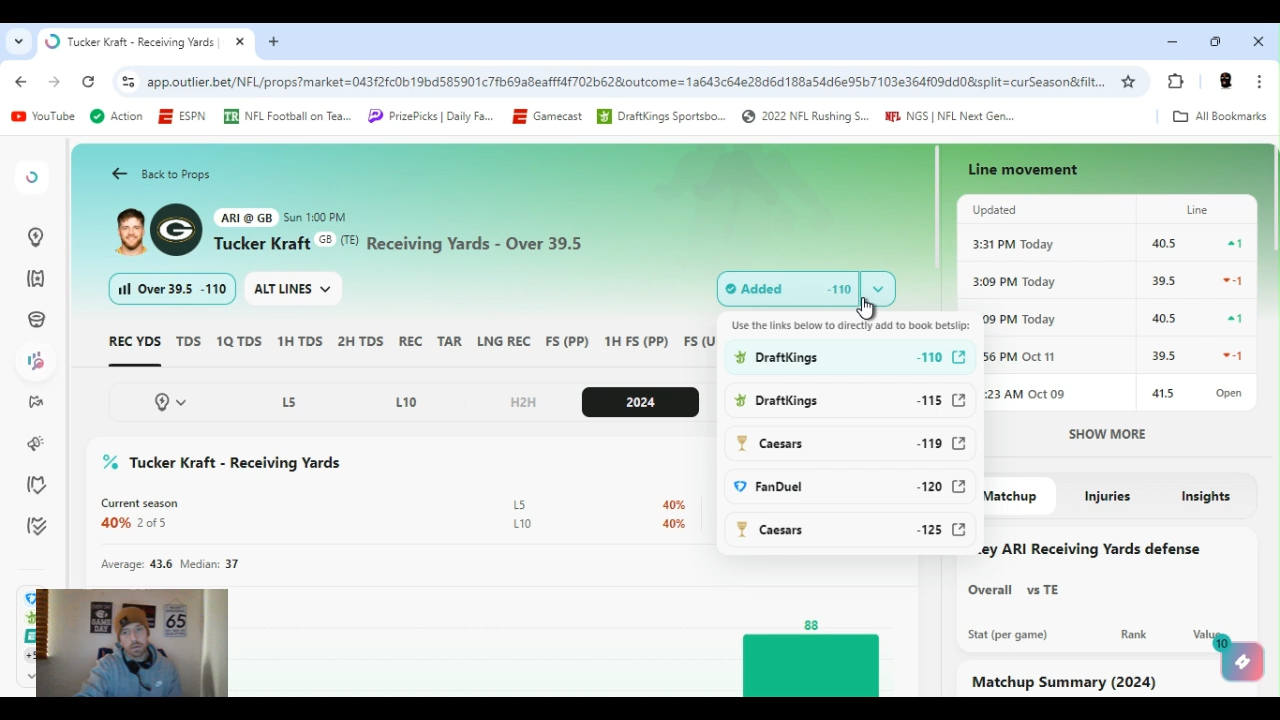 Tucker Kraft - Receiving Yards |
app.outlier.bet/NFL/props?market=043f2fc0b19bd585901c7fb69a8eafff4f702b62&outcome=1a643c64e28d6d188a54d6e95b7103e364f09dd0&split=curSeason&filt...
YouTube Action ESPN NFL Football on Tea... PrizePicks | Daily Fa... Gamecast DraftKings Sportsbo... 2022 NFL Rushing S... NFL NGS | NFL Next Gen... All Bookmarks
Back to Props
ARI @ GB Sun 1:00 PM
Tucker Kraft GB (TE) Receiving Yards - Over 39.5
Over 39.5 -110 ALT LINES Added -110
Use the links below to directly add to book betslip:
DraftKings -110
DraftKings -115
Caesars -119
FanDuel -120
Caesars -125
REC YDS TDS 1Q TDS 1H TDS 2H TDS REC TAR LNG REC FS (PP) 1H FS (PP) FS (U
L5 L10 H2H 2024
Tucker Kraft - Receiving Yards
Current season
40% 2 of 5
L5 40%
L10 40%
Average: 43.6 Median: 37
88
Line movement
Updated Line
3:31 PM Today 40.5 1
3:09 PM Today 39.5 -1
09 PM Today 40.5 1
56 PM Oct 11 39.5 -1
:23 AM Oct 09 41.5 Open
SHOW MORE
Matchup Injuries Insights
ey ARI Receiving Yards defense
Overall vs TE
Stat (per game) Rank Value
10
Matchup Summary (2024)
GAME DAY
65